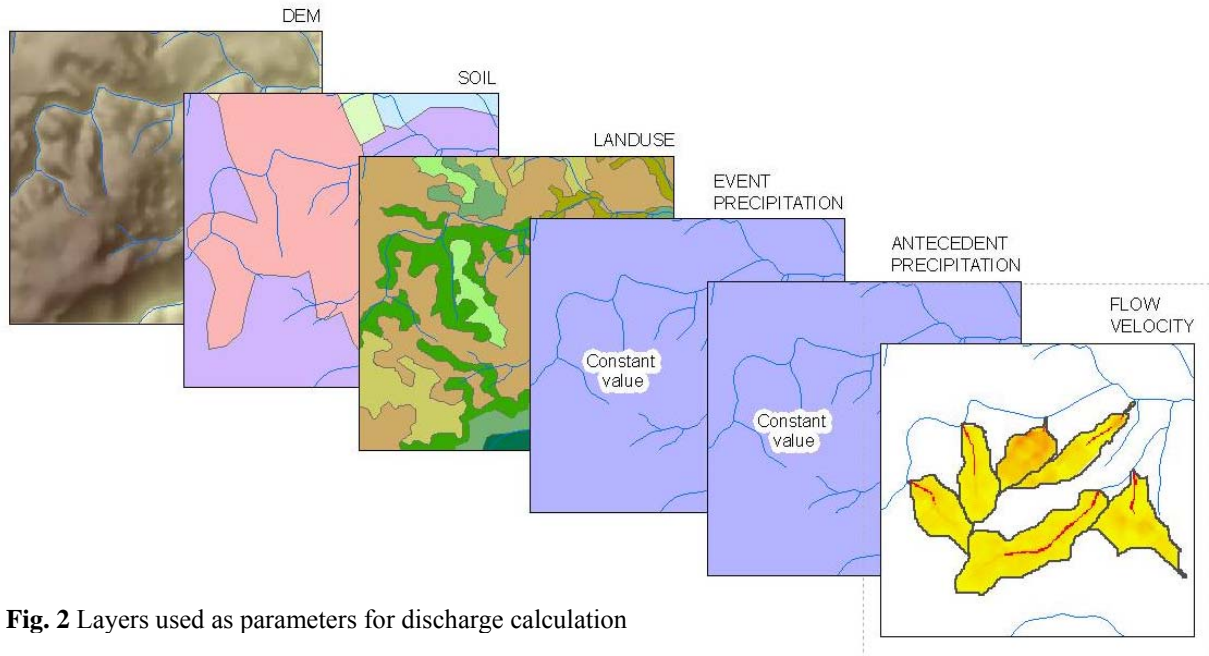 DEM
SOIL
LANDUSE
EVENT
PRECIPITATION
ANTECEDENT
PRECIPITATION
FLOW
VELOCITY
Constant
value
Constant
value
Fig. 2 Layers used as parameters for discharge calculation